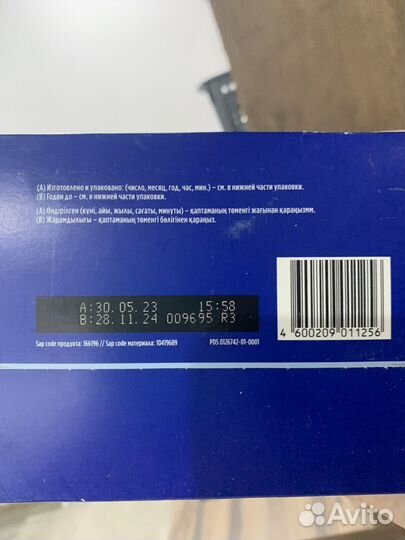 (А) Изготовлено и упаковано: (число, месяц, год, час, мин.) – см. в нижней части упаковки.
(В) Годен до – см. в нижней части упаковки.
(А) Өндірілген (күні, айы, жылы, сағаты, минуты) – қаптаманың төменгі жағынан қараңызмм.
(В) Жарамдылығы – қаптаманың төменгі бөлігінен қараңыз.
A:30.05.23 15:58
B:28.11.24 009695 R3
Sap code продукта: 166196 // Sap code материала: 10419689 PDS 0126742-01-0001
4 600209 011256
Avito